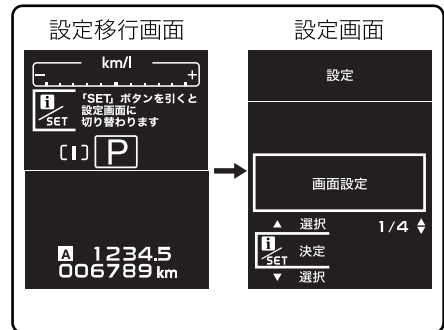 設定移行画面
km/l
- +
i/SET 「SET」ボタンを引くと
設定画面に
切り替わります
[I] P
A 1234.5
006789 km
設定画面
設定
画面設定
▲ 選択 1/4
i/SET 決定
▼ 選択